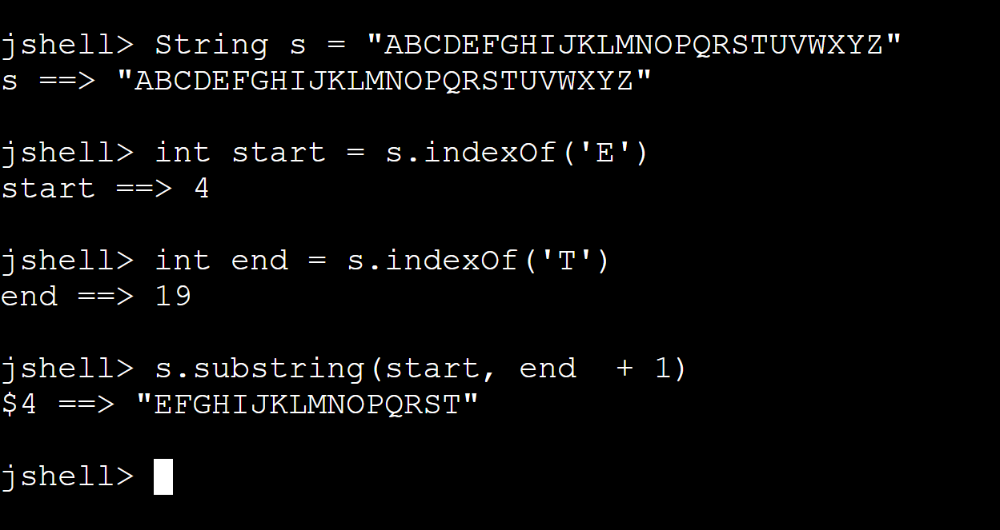 jshell> String s = "ABCDEFGHIJKLMNOPQRSTUVWXYZ"
s ==> "ABCDEFGHIJKLMNOPQRSTUVWXYZ"
jshell> int start = s.indexOf('E')
start ==> 4
jshell> int end = s.indexOf('T')
end ==> 19
jshell> s.substring(start, end  + 1)
$4 ==> "EFGHIJKLMNOPQRST"
jshell>